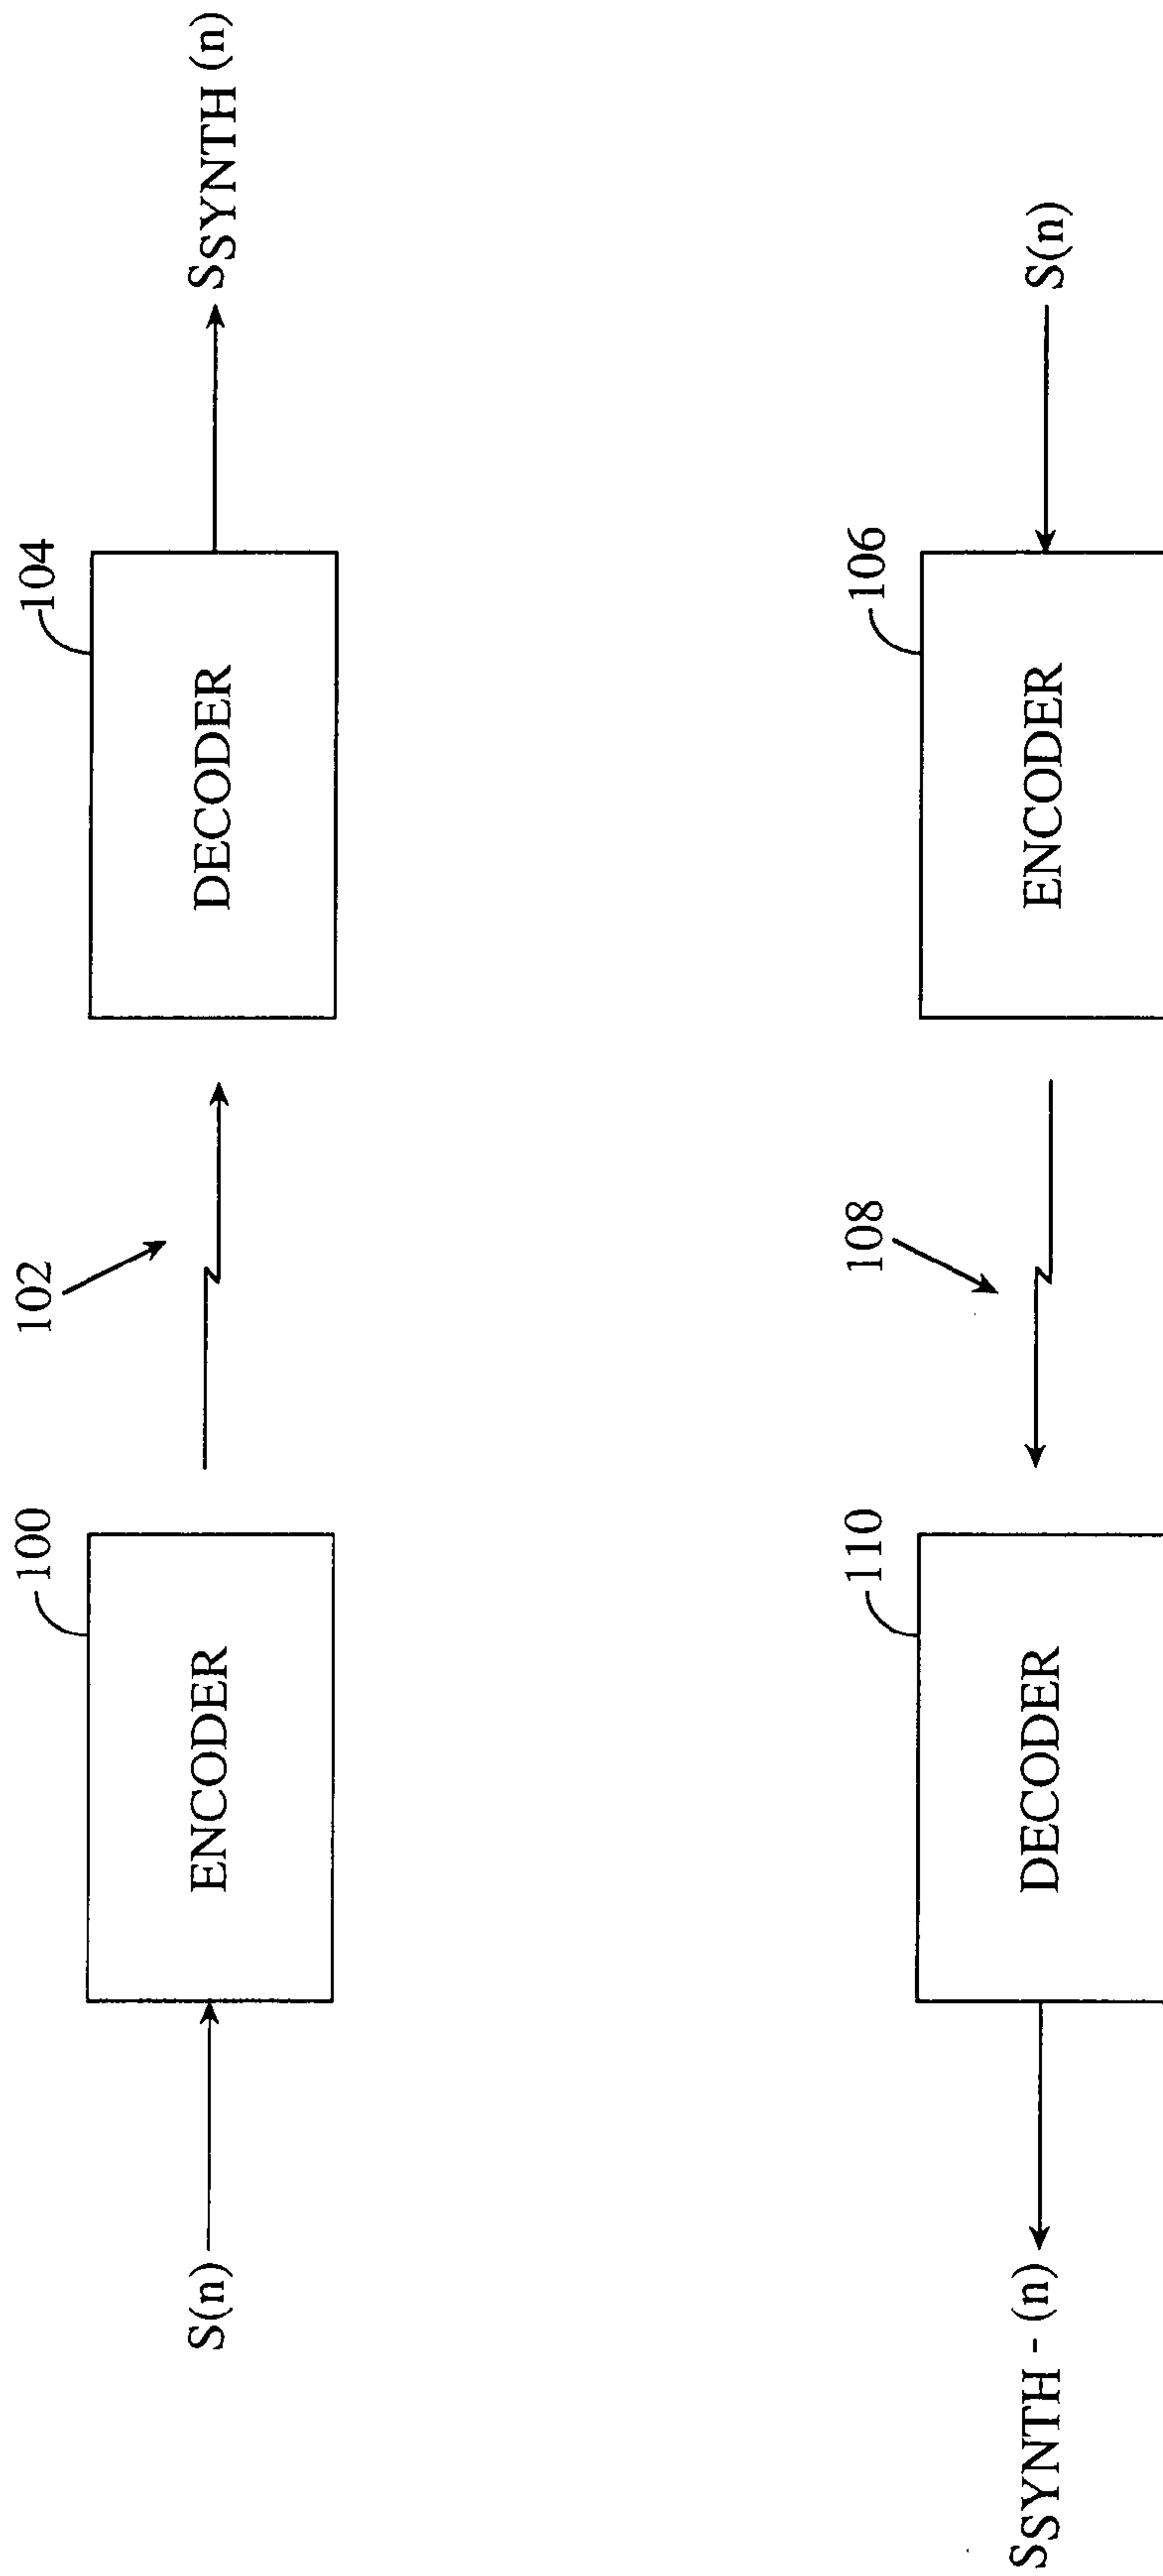 100
102
104
S(n)
ENCODER
DECODER
SSYNTH (n)
110
108
106
SSYNTH - (n)
DECODER
ENCODER
S(n)